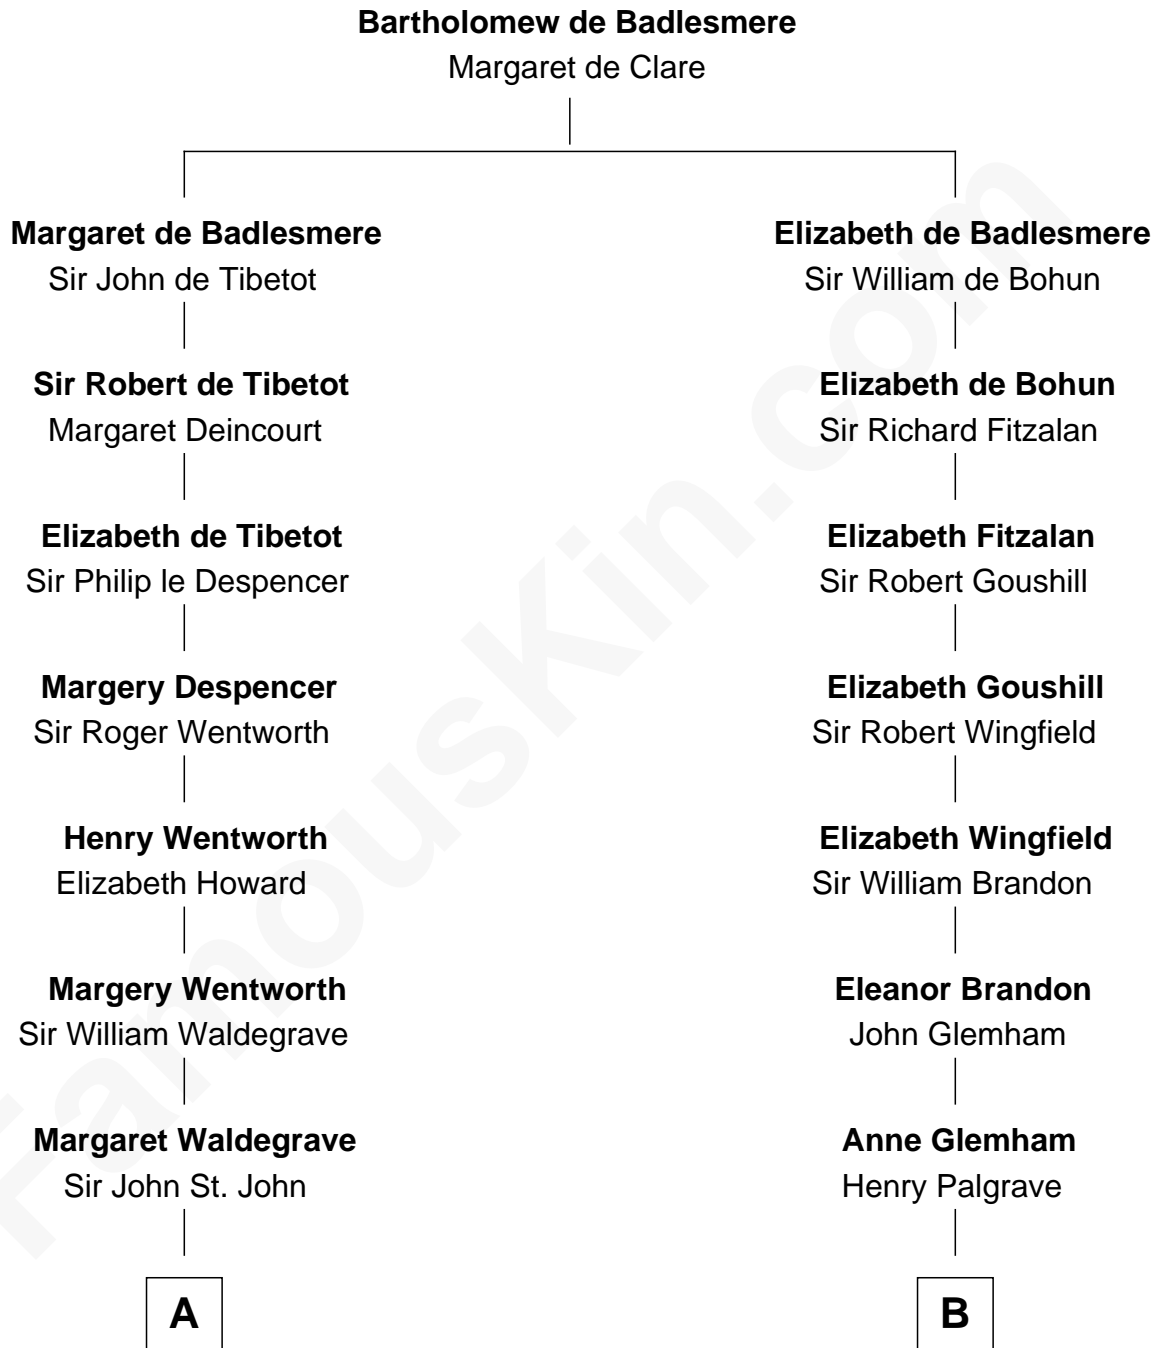 Bartholomew de Badlesmere
Margaret de Clare
Margaret de Badlesmere
Sir John de Tibetot
Elizabeth de Badlesmere
Sir William de Bohun
Sir Robert de Tibetot
Margaret Deincourt
Elizabeth de Bohun
Sir Richard Fitzalan
Elizabeth de Tibetot
Sir Philip le Despencer
Elizabeth Fitzalan
Sir Robert Goushill
Margery Despencer
Sir Roger Wentworth
Elizabeth Goushill
Sir Robert Wingfield
Henry Wentworth
Elizabeth Howard
Elizabeth Wingfield
Sir William Brandon
Margery Wentworth
Sir William Waldegrave
Eleanor Brandon
John Glemham
Margaret Waldegrave
Sir John St. John
Anne Glemham
Henry Palgrave
A
B
FamousKin.com